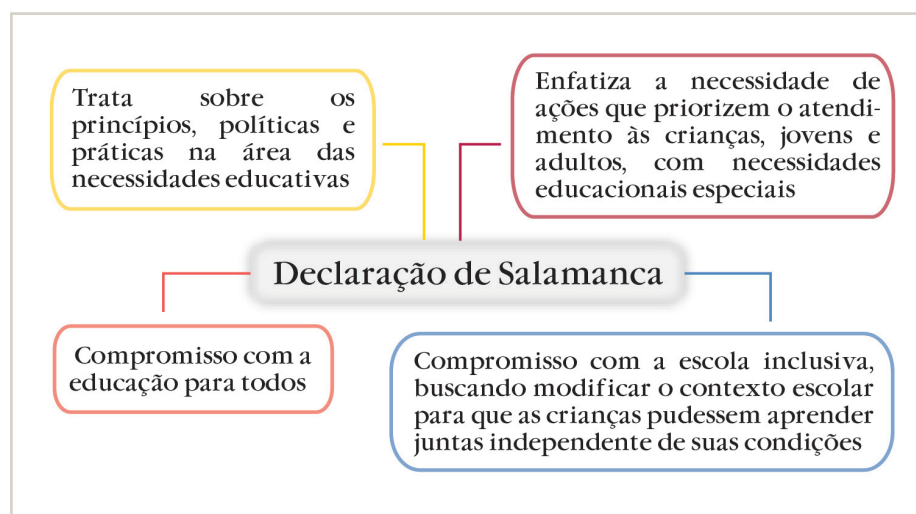 Trata sobre os
princípios, políticas e
práticas na área das
necessidades educativas
Enfatiza a necessidade de
ações que priorizem o atendi-
mento às crianças, jovens e
adultos, com necessidades
educacionais especiais
Declaração de Salamanca
Compromisso com a
educação para todos
Compromisso com a escola inclusiva,
buscando modificar o contexto escolar
para que as crianças pudessem aprender
juntas independente de suas condições